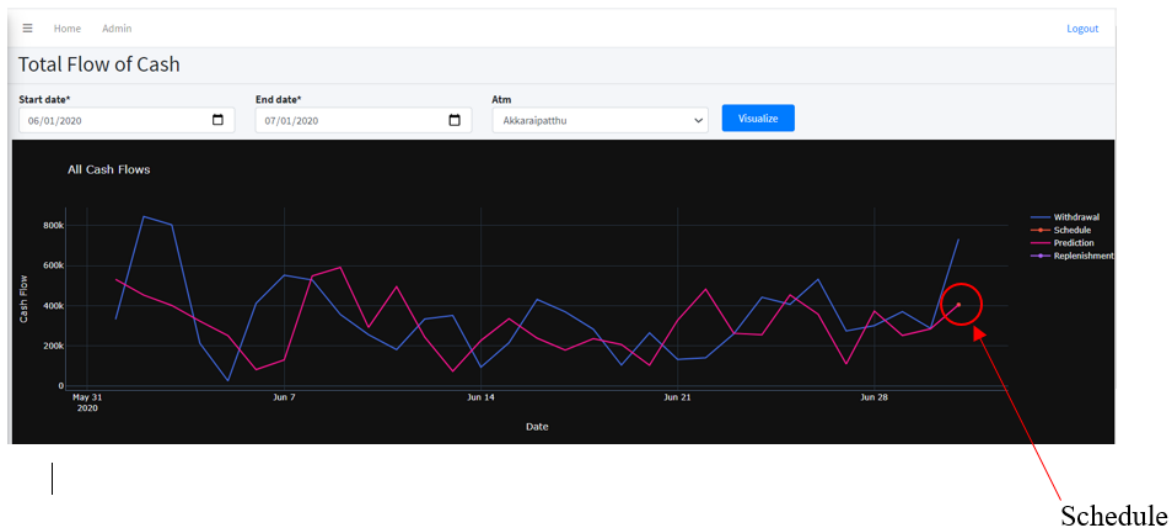 ☰ Home Admin Logout
Total Flow of Cash
Start date* End date* Atm
06/01/2020 07/01/2020 Akkaraipatthu Visualize
All Cash Flows
Withdrawal
Schedule
Prediction
Replenishment
Cash Flow
800k
600k
400k
200k
0
May 31 Jun 7 Jun 14 Jun 21 Jun 28
2020
Date
Schedule